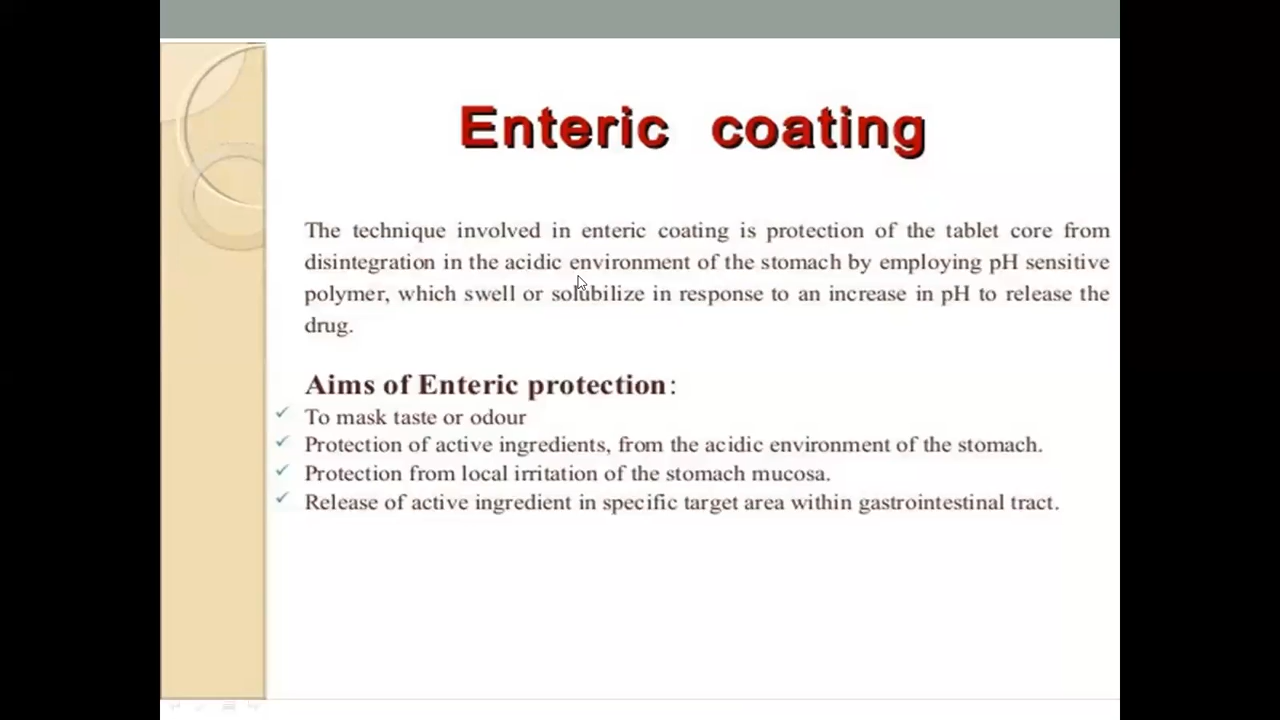 Enteric coating
The technique involved in enteric coating is protection of the tablet core from
disintegration in the acidic environment of the stomach by employing pH sensitive
polymer, which swell or solubilize in response to an increase in pH to release the
drug.
Aims of Enteric protection:
✓ To mask taste or odour
✓ Protection of active ingredients, from the acidic environment of the stomach.
✓ Protection from local irritation of the stomach mucosa.
✓ Release of active ingredient in specific target area within gastrointestinal tract.